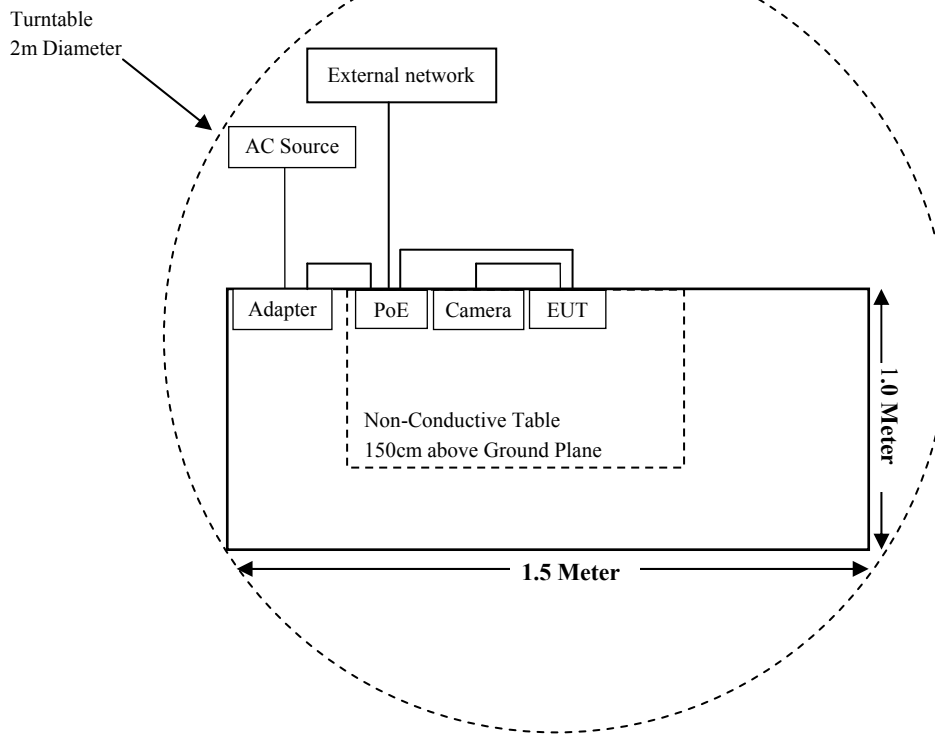 Turntable
2m Diameter
External network
AC Source
Adapter
PoE
Camera
EUT
Non-Conductive Table
150cm above Ground Plane
1.0 Meter
1.5 Meter